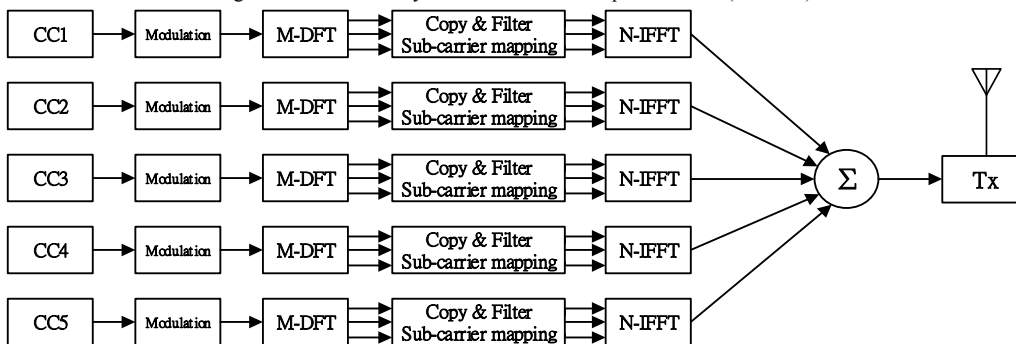 CC1
Modulation
M-DFT
Copy & Filter
Sub-carrier mapping
N-IFFT
CC2
Modulation
M-DFT
Copy & Filter
Sub-carrier mapping
N-IFFT
CC3
Modulation
M-DFT
Copy & Filter
Sub-carrier mapping
N-IFFT
Σ
Tx
CC4
Modulation
M-DFT
Copy & Filter
Sub-carrier mapping
N-IFFT
CC5
Modulation
M-DFT
Copy & Filter
Sub-carrier mapping
N-IFFT